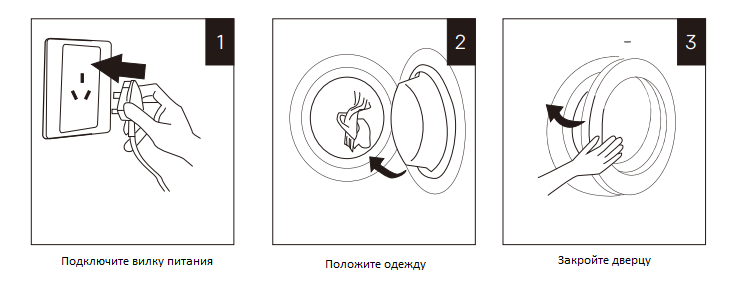 1
2
3
Подключите вилку питания
Положите одежду
Закройте дверцу